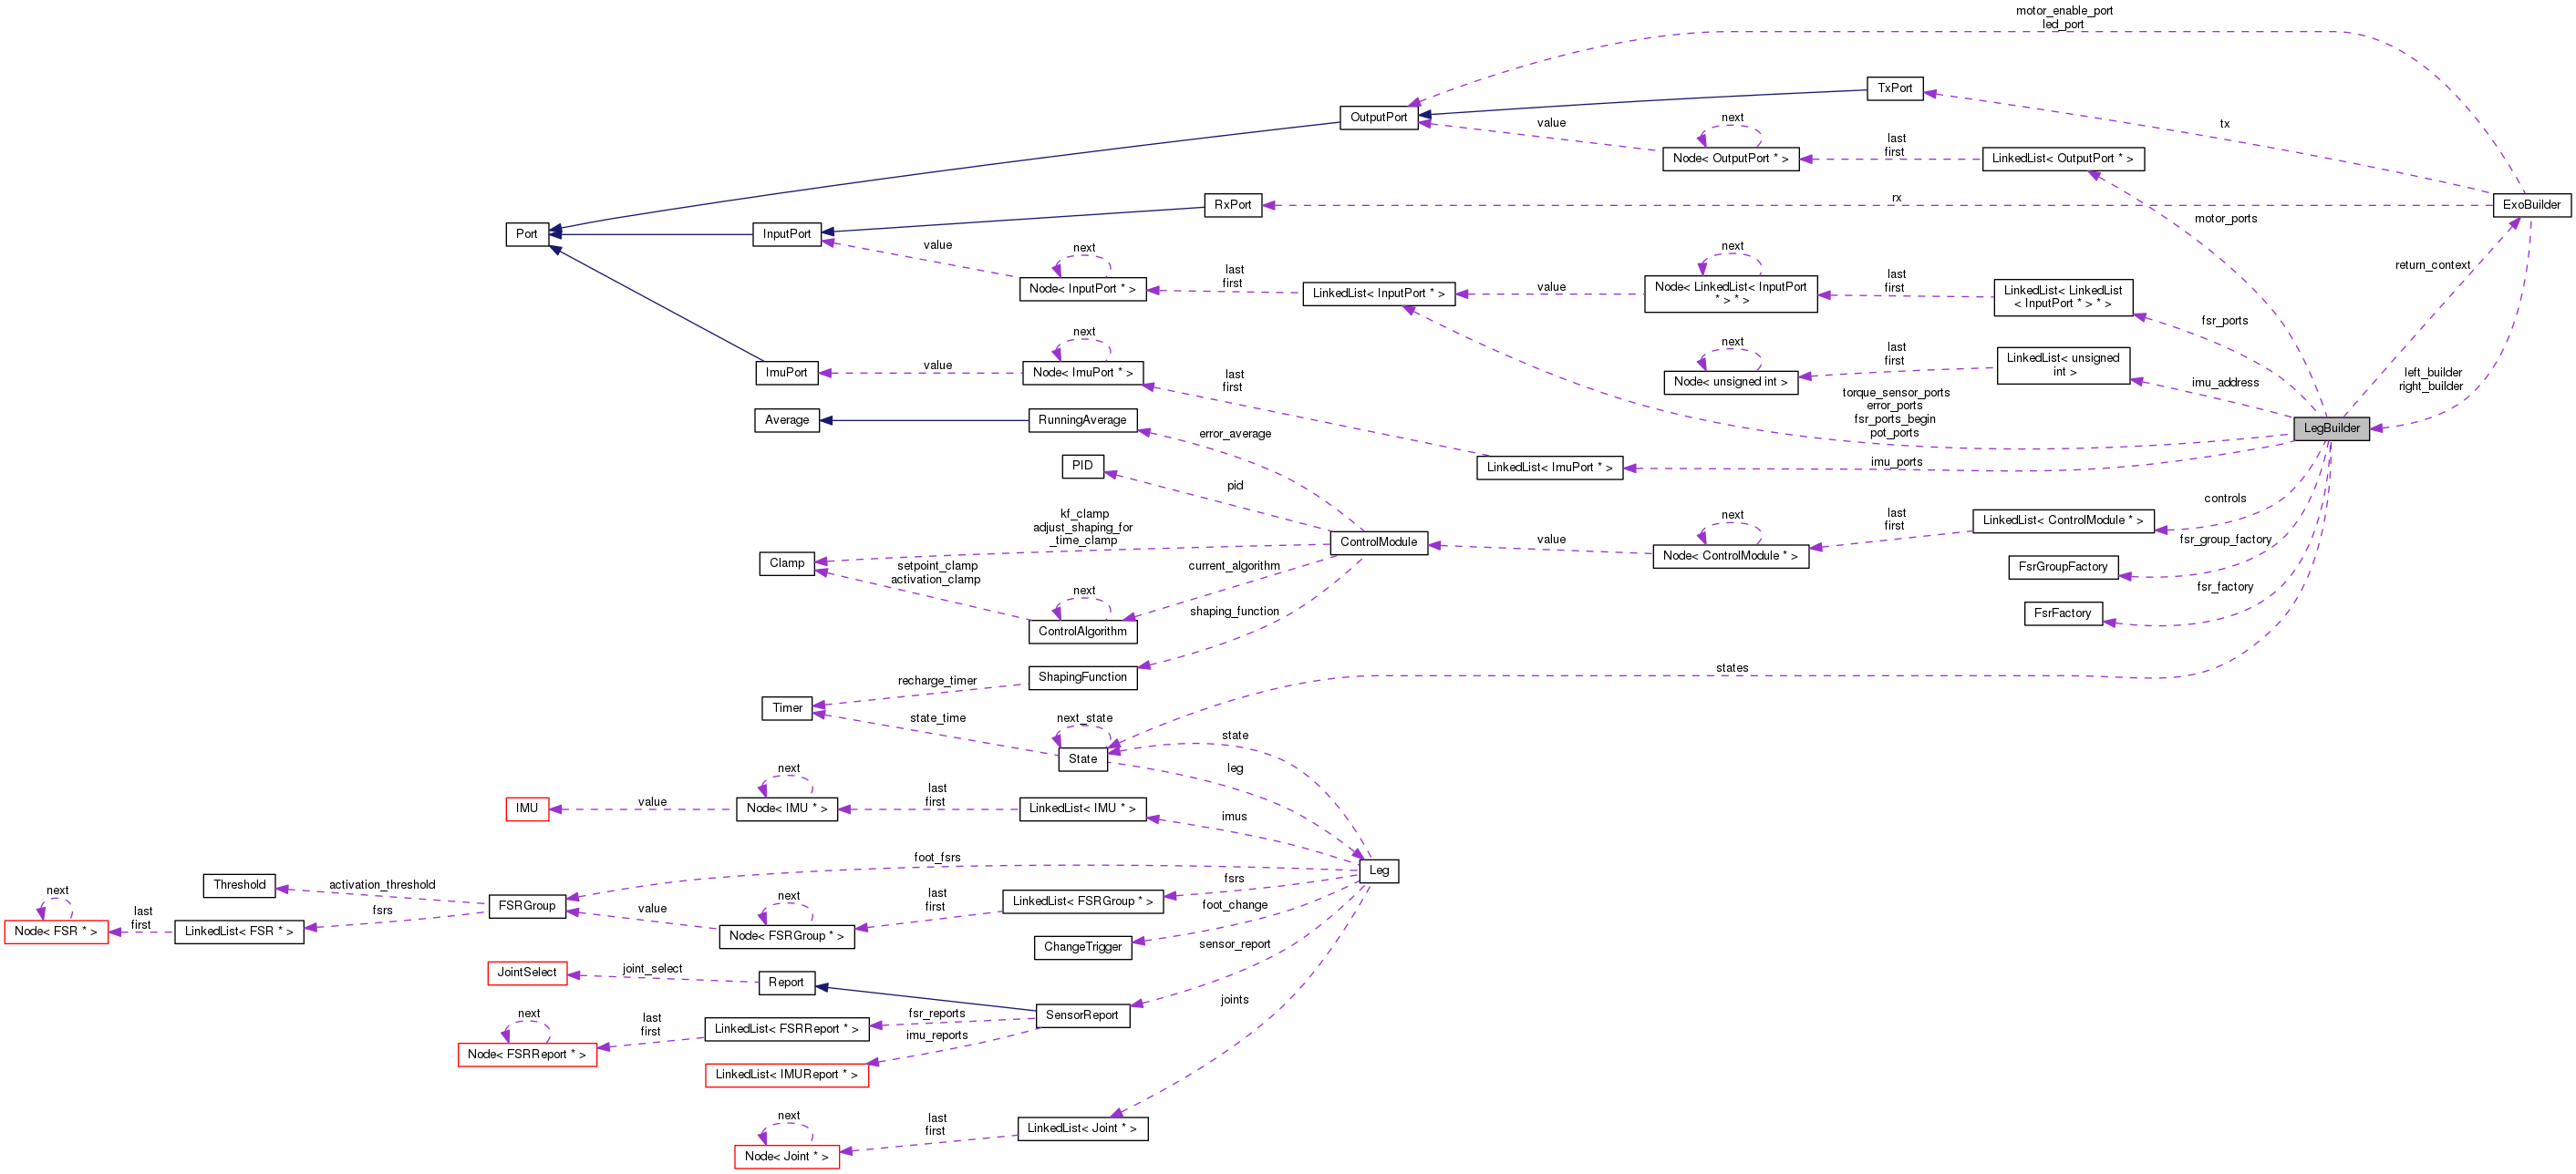 motor_enable_port
led_port
TxPort
OutputPort
value
next
Node< OutputPort * >
last
first
LinkedList< OutputPort * >
tx
RxPort
rx
ExoBuilder
motor_ports
Port
InputPort
value
next
Node< InputPort * >
last
first
LinkedList< InputPort * >
value
next
Node< LinkedList< InputPort
* > * >
last
first
LinkedList< LinkedList
< InputPort * > * >
return_context
fsr_ports
ImuPort
value
next
Node< ImuPort * >
last
first
next
Node< unsigned int >
last
first
LinkedList< unsigned
int >
imu_address
left_builder
right_builder
torque_sensor_ports
error_ports
fsr_ports_begin
pot_ports
LegBuilder
Average
RunningAverage
error_average
LinkedList< ImuPort * >
imu_ports
PID
pid
controls
kf_clamp
adjust_shaping_for
_time_clamp
ControlModule
value
next
Node< ControlModule * >
last
first
LinkedList< ControlModule * >
fsr_group_factory
Clamp
setpoint_clamp
activation_clamp
current_algorithm
next
ControlAlgorithm
FsrGroupFactory
fsr_factory
FsrFactory
shaping_function
ShapingFunction
recharge_timer
states
Timer
state_time
next_state
State
state
leg
IMU
value
next
Node< IMU * >
last
first
LinkedList< IMU * >
imus
Leg
foot_fsrs
Threshold
activation_threshold
FSRGroup
next
Node< FSR * >
last
first
LinkedList< FSR * >
fsrs
value
next
Node< FSRGroup * >
last
first
LinkedList< FSRGroup * >
fsrs
foot_change
ChangeTrigger
sensor_report
JointSelect
joint_select
Report
SensorReport
joints
next
Node< FSRReport * >
last
first
LinkedList< FSRReport * >
fsr_reports
imu_reports
LinkedList< IMUReport * >
next
Node< Joint * >
last
first
LinkedList< Joint * >